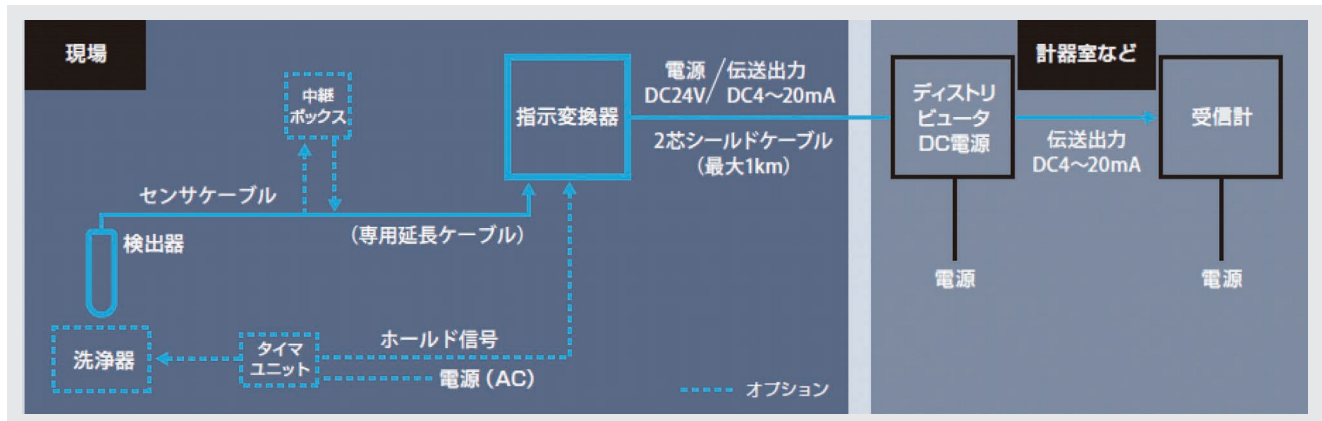 現場
計器室など
中継
ボックス
指示変換器
電源/伝送出力
DC24V/DC4～20mA
2芯シールドケーブル
（最大1km）
ディストリ
ビュータ
DC電源
伝送出力
DC4～20mA
受信計
センサケーブル
検出器
（専用延長ケーブル）
電源
電源
洗浄器
タイマ
ユニット
ホールド信号
電源（AC）
オプション